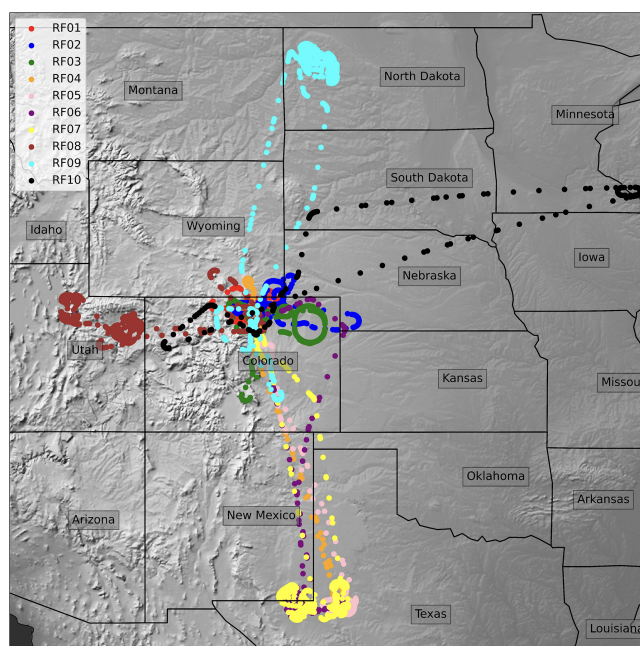 RF01
RF02
RF03
RF04
RF05
RF06
RF07
RF08
RF09
RF10
Montana
North Dakota
Minnesota
South Dakota
Idaho
Wyoming
Iowa
Nebraska
Utah
Colorado
Kansas
Missou
Oklahoma
Arkansas
New Mexico
Arizona
Texas
Louisian